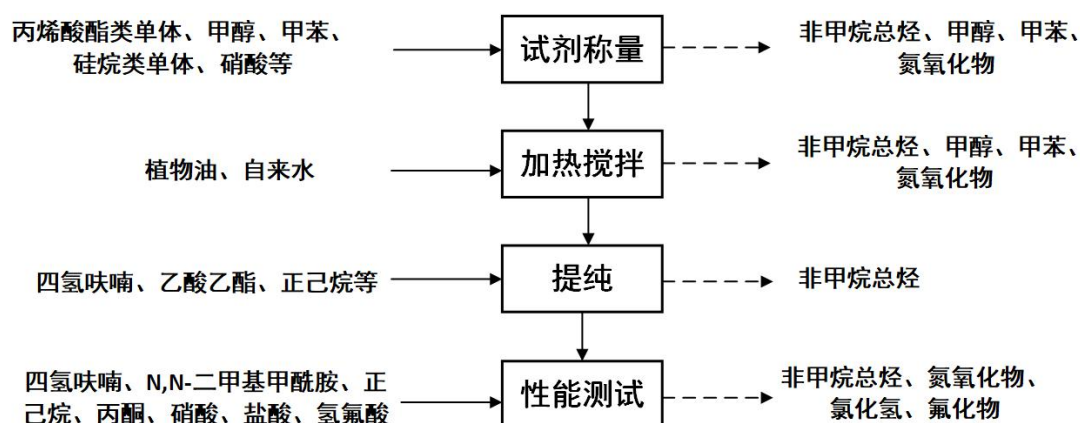 丙烯酸酯类单体、甲醇、甲苯、
硅烷类单体、硝酸等
试剂称量
非甲烷总烃、甲醇、甲苯、
氮氧化物
植物油、自来水
加热搅拌
非甲烷总烃、甲醇、甲苯、
氮氧化物
四氢呋喃、乙酸乙酯、正己烷等
提纯
非甲烷总烃
四氢呋喃、N,N-二甲基甲酰胺、正
己烷、丙酮、硝酸、盐酸、氢氟酸
性能测试
非甲烷总烃、氮氧化物、
氯化氢、氟化物